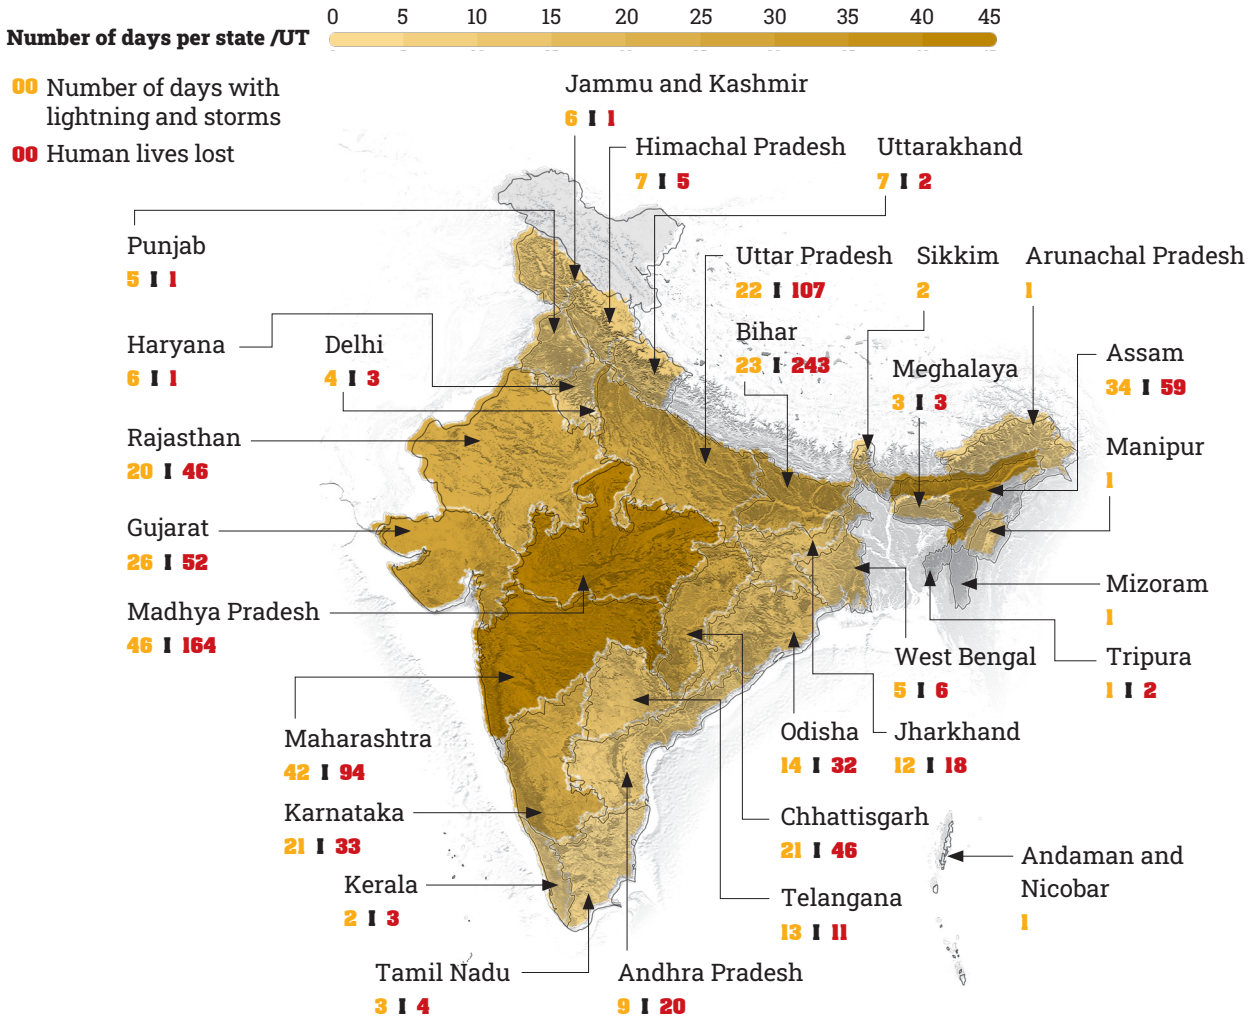 0 5 10 15 20 25 30 35 40 45
Number of days per state /UT
00 Number of days with
lightning and storms
00 Human lives lost
Jammu and Kashmir
6 I 1
Himachal Pradesh
7 I 5
Uttarakhand
7 I 2
Punjab
5 I 1
Uttar Pradesh
22 I 107
Sikkim
2
Arunachal Pradesh
1
Haryana
6 I 1
Delhi
4 I 3
Bihar
23 I 243
Meghalaya
3 I 3
Assam
34 I 59
Rajasthan
20 I 46
Manipur
1
Gujarat
26 I 52
Madhya Pradesh
46 I 164
Mizoram
1
West Bengal
5 I 6
Tripura
1 I 2
Maharashtra
42 I 94
Odisha
14 I 32
Jharkhand
12 I 18
Karnataka
21 I 33
Chhattisgarh
21 I 46
Andaman and
Nicobar
1
Kerala
2 I 3
Telangana
13 I 11
Tamil Nadu
3 I 4
Andhra Pradesh
9 I 20